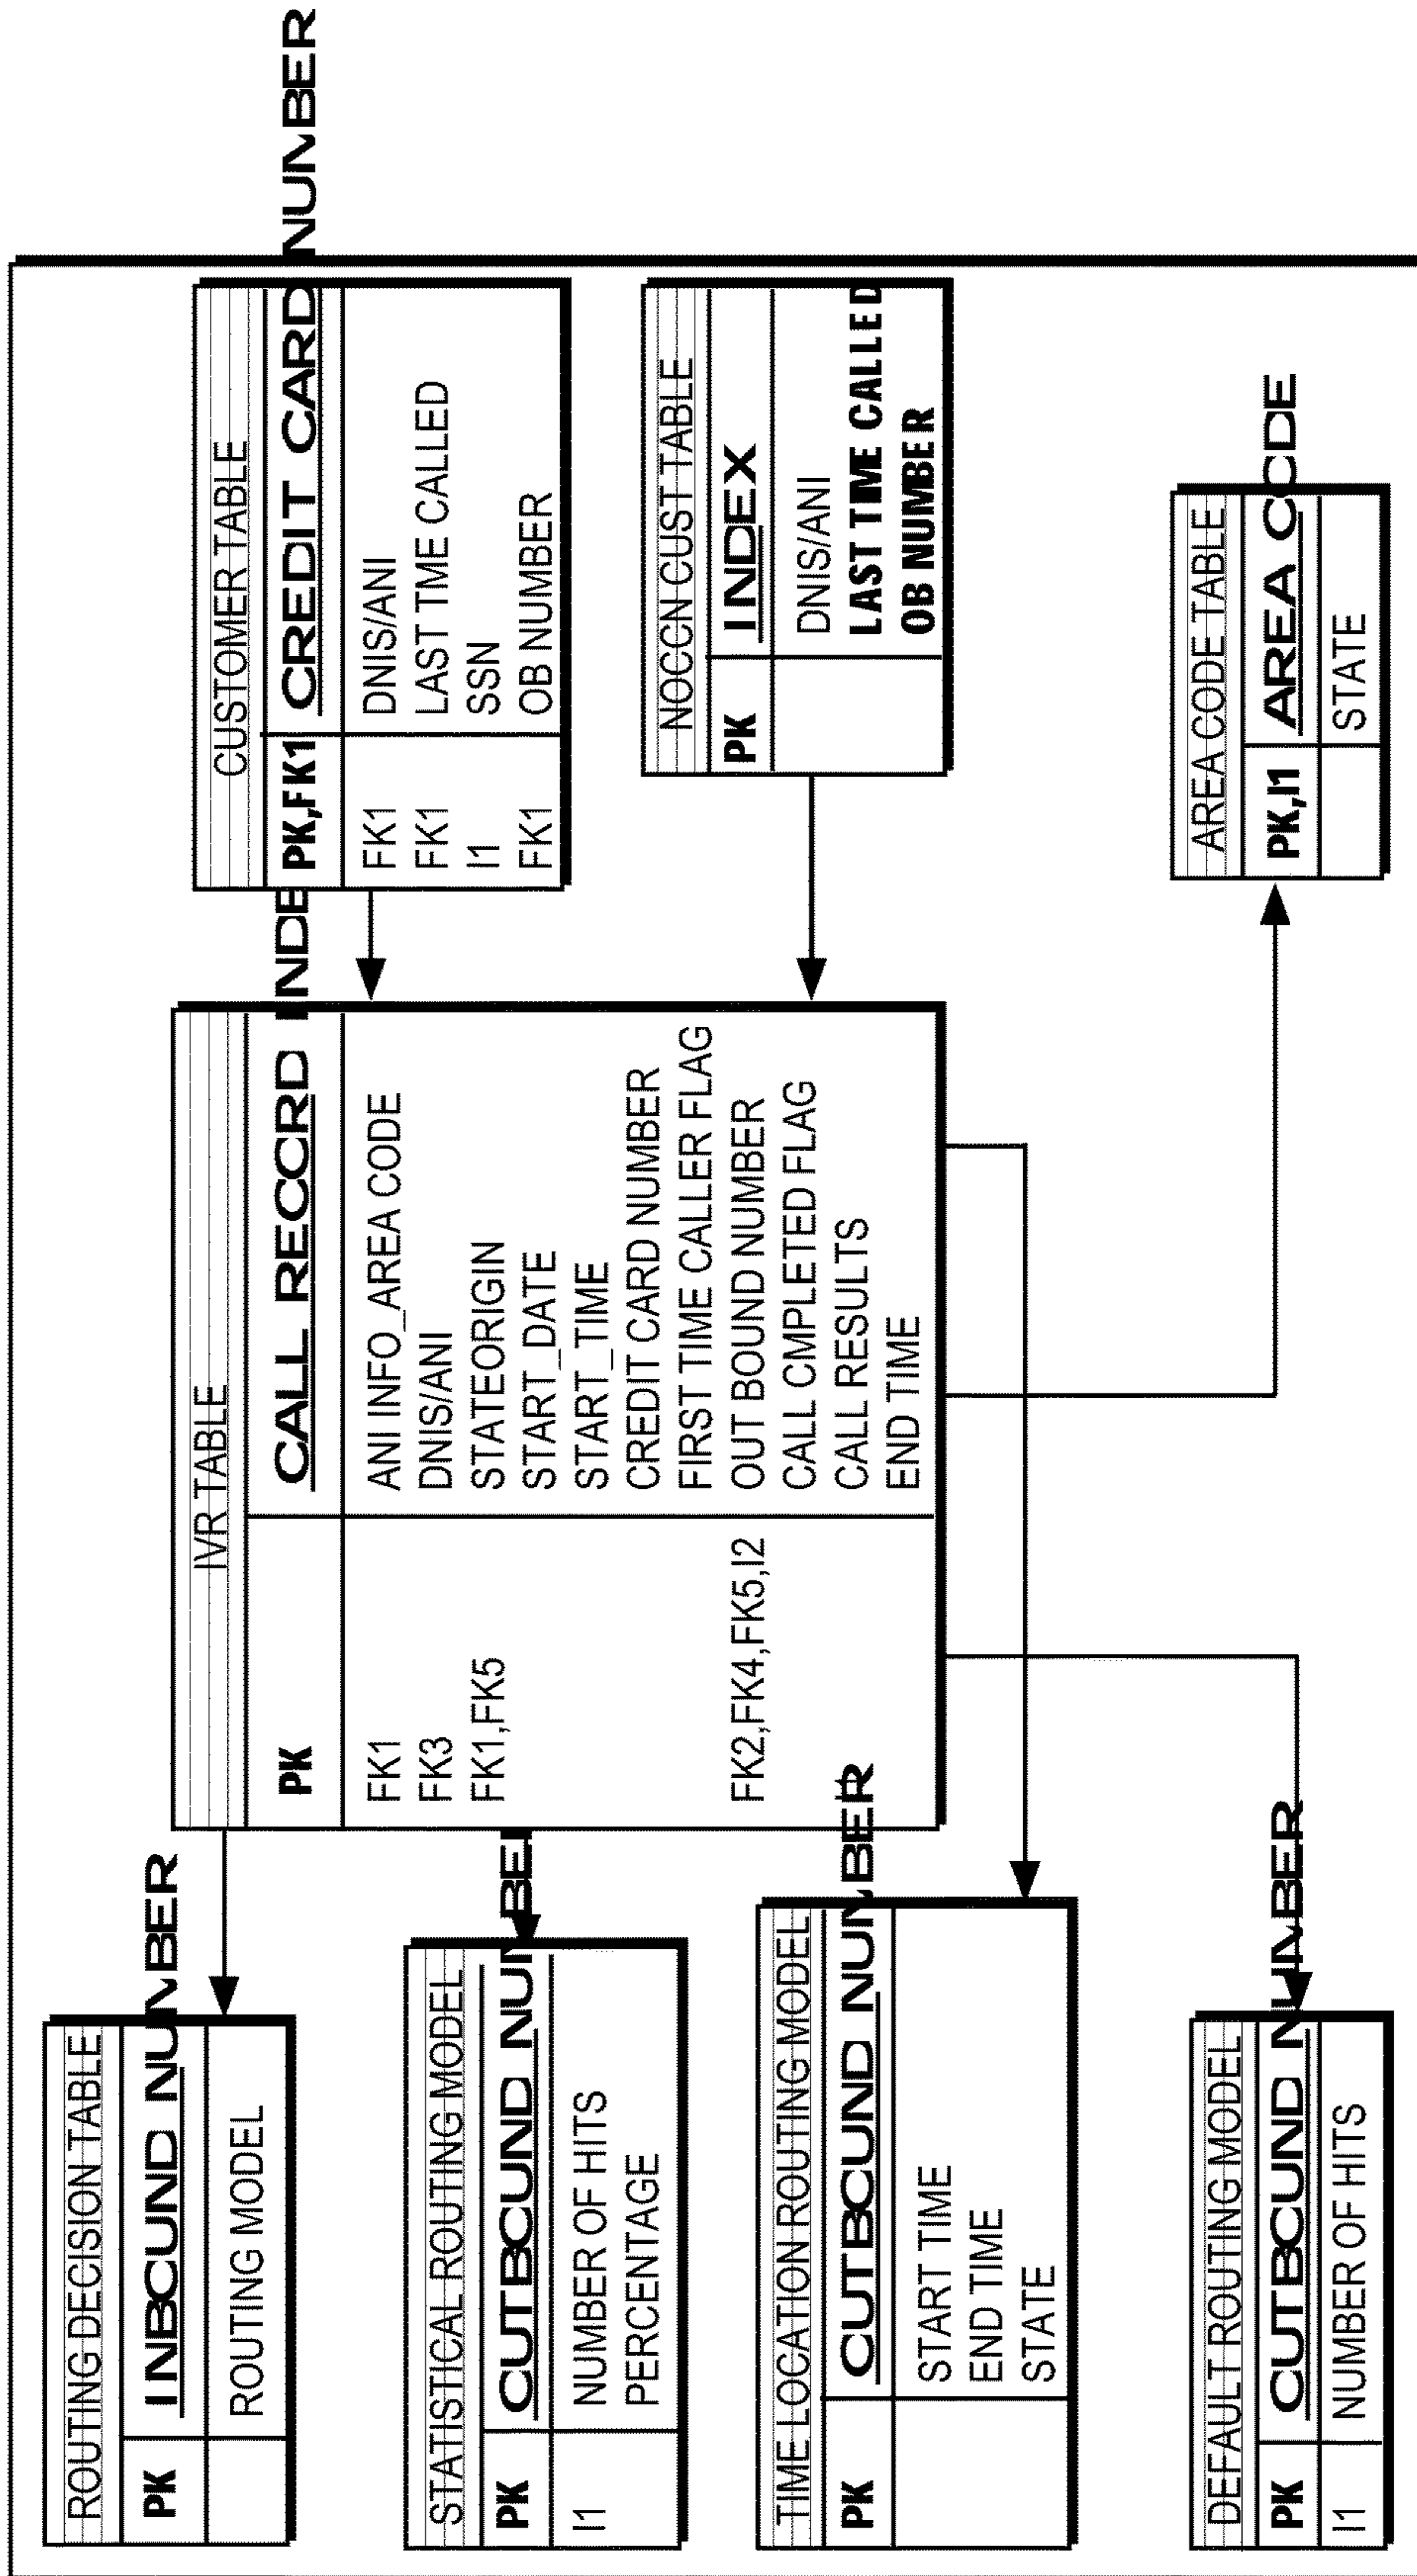 ROUTING DECISION TABLE
PK INBOUND NUMBER
ROUTING MODEL
STATISTICAL ROUTING MODEL
PK OUTBOUND NUMBER
I1 NUMBER OF HITS
PERCENTAGE
TIME LOCATION ROUTING MODEL
PK OUTBOUND NUMBER
START TIME
END TIME
STATE
DEFAULT ROUTING MODEL
PK OUTBOUND NUMBER
I1 NUMBER OF HITS
IVR TABLE
PK CALL RECORD INDE
FK1 ANI INFO_AREA CODE
FK3 DNIS/ANI
FK1,FK5 STATEORIGIN
START_DATE
START_TIME
CREDIT CARD NUMBER
FIRST TIME CALLER FLAG
FK2,FK4,FK5,I2 OUT BOUND NUMBER
CALL CMPLETED FLAG
CALL RESULTS
END TIME
CUSTOMER TABLE
PK,FK1 CREDIT CARD NUMBER
FK1 DNIS/ANI
FK1 LAST TME CALLED
I1 SSN
FK1 OB NUMBER
NOCCN CUST TABLE
PK INDEX
DNIS/ANI
LAST TIME CALLED
OB NUMBER
AREA CODE TABLE
PK,I1 AREA CODE
STATE